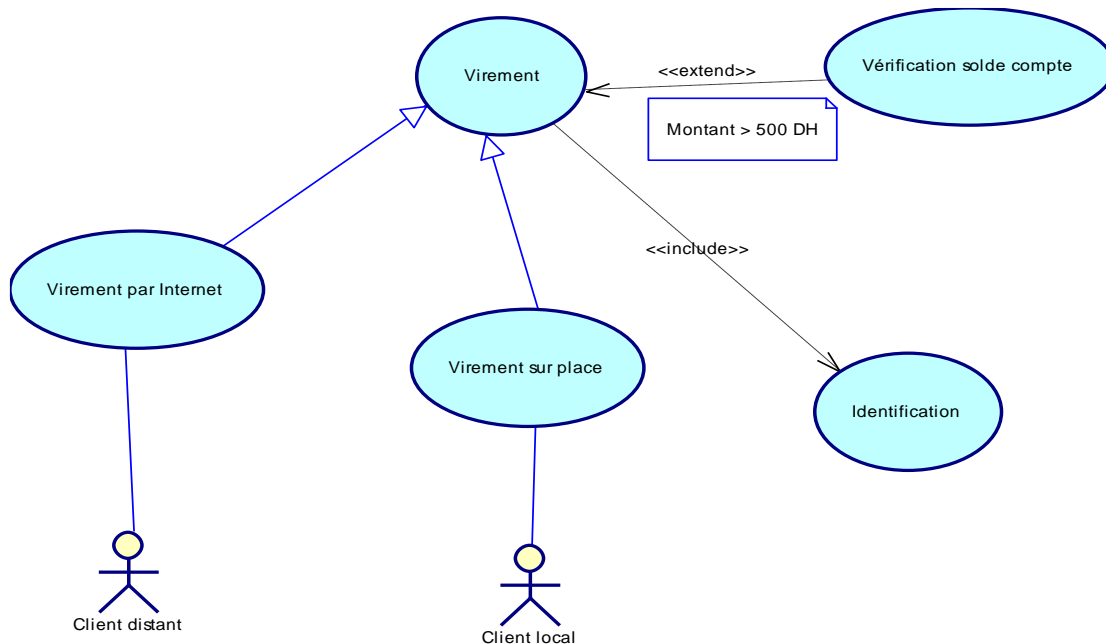 Virement
<<extend>>
Vérification solde compte
Montant > 500 DH
<<include>>
Virement par Internet
Virement sur place
Identification
Client distant
Client local